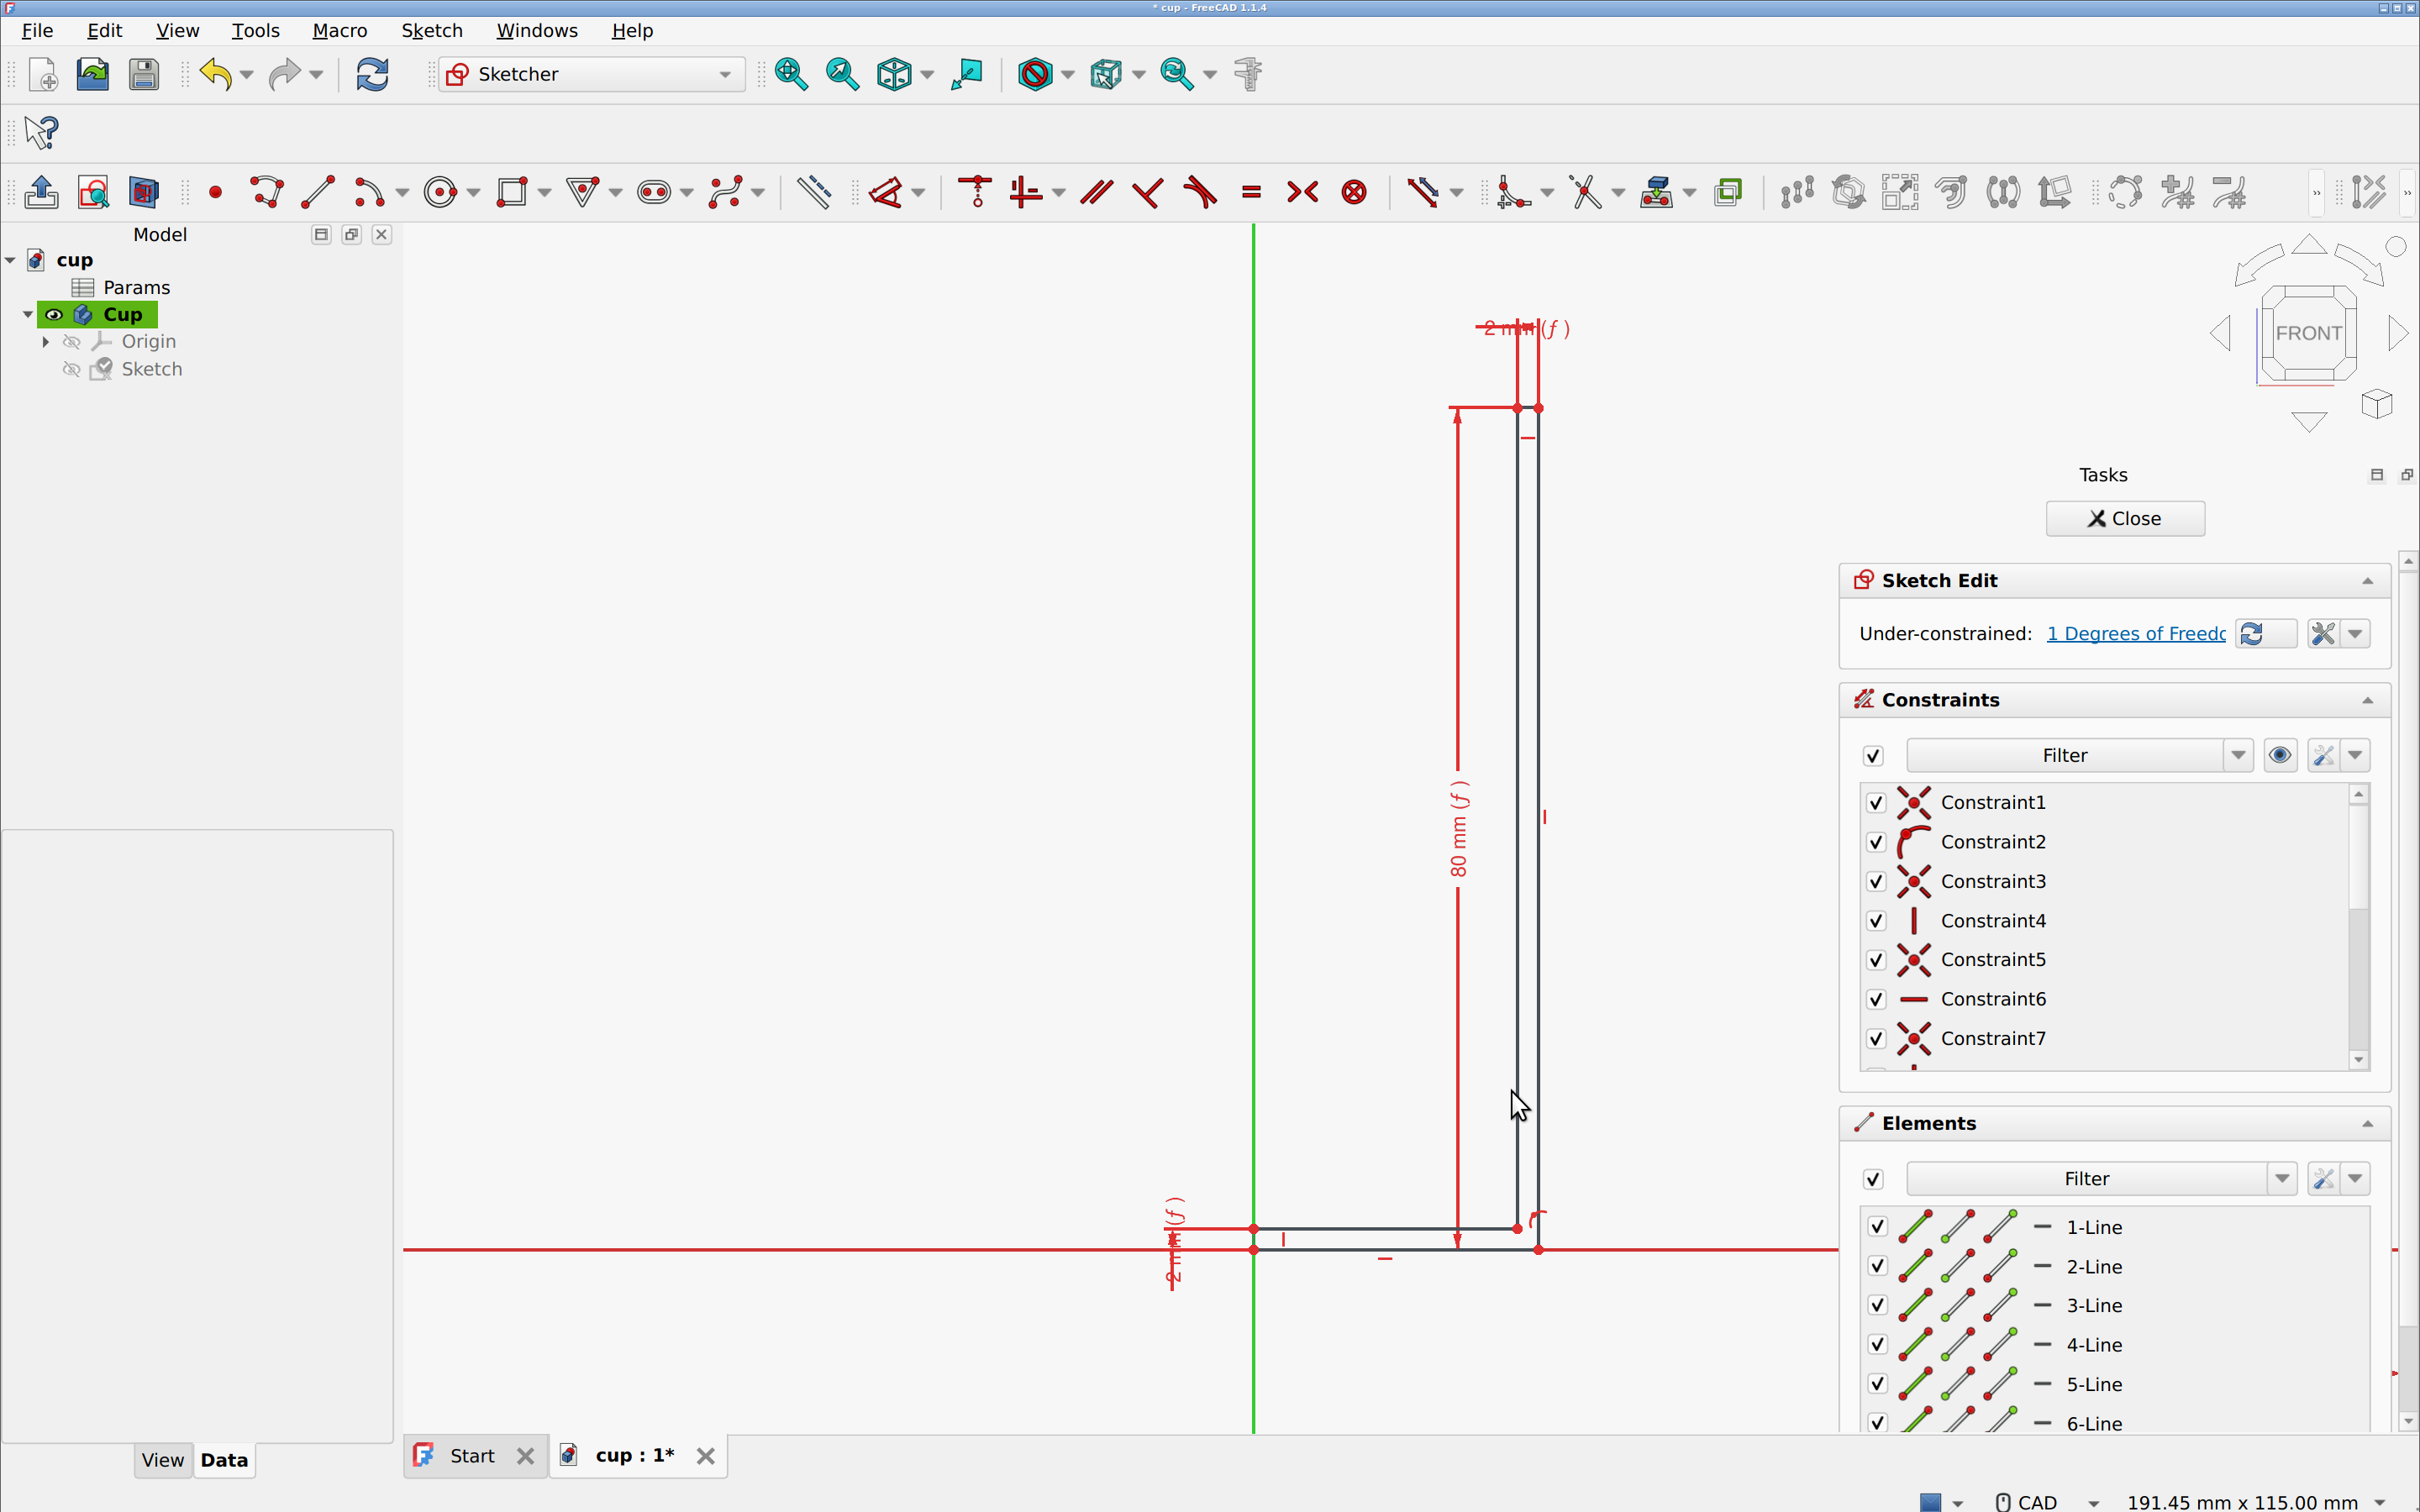 * cup - FreeCAD 1.1.4
File Edit View Tools Macro Sketch Windows Help
Sketcher
Model
cup
Params
Cup
Origin
Sketch
2 mm (ƒ )
80 mm (ƒ )
2 mm (ƒ )
FRONT
Tasks
Close
Sketch Edit
Under-constrained: 1 Degrees of Freedo
Constraints
Filter
Constraint1
Constraint2
Constraint3
Constraint4
Constraint5
Constraint6
Constraint7
Elements
Filter
1-Line
2-Line
3-Line
4-Line
5-Line
6-Line
View Data
Start cup : 1*
CAD 191.45 mm x 115.00 mm